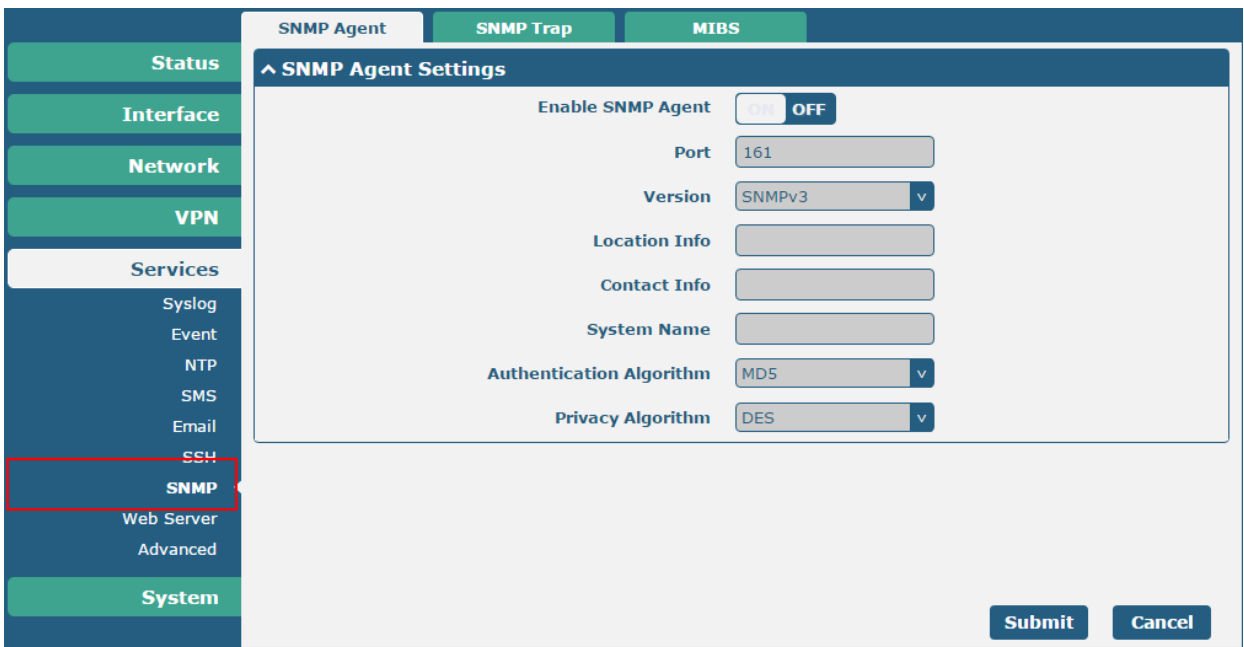 SNMP Agent SNMP Trap MIBS
Status
Interface
Network
VPN
Services
Syslog
Event
NTP
SMS
Email
SSH
SNMP
Web Server
Advanced
System
SNMP Agent Settings
Enable SNMP Agent ON OFF
Port 161
Version SNMPv3 v
Location Info
Contact Info
System Name
Authentication Algorithm MD5 v
Privacy Algorithm DES v
Submit Cancel